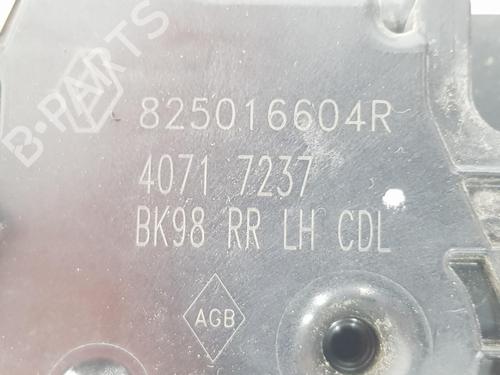 B-PARTS
825016604R
4071 7237
BK98 RR LH CDL
AGB